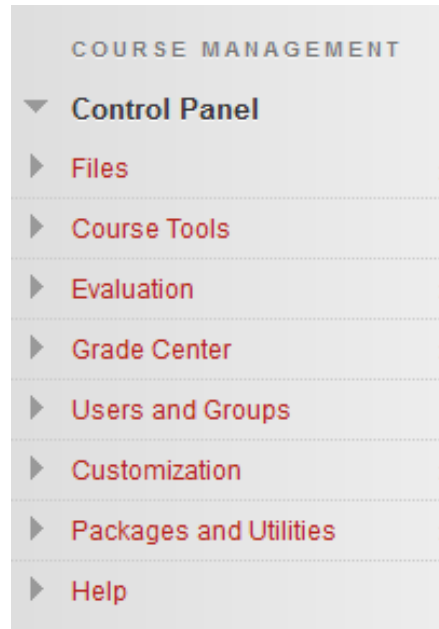 COURSE MANAGEMENT
Control Panel
Files
Course Tools
Evaluation
Grade Center
Users and Groups
Customization
Packages and Utilities
Help